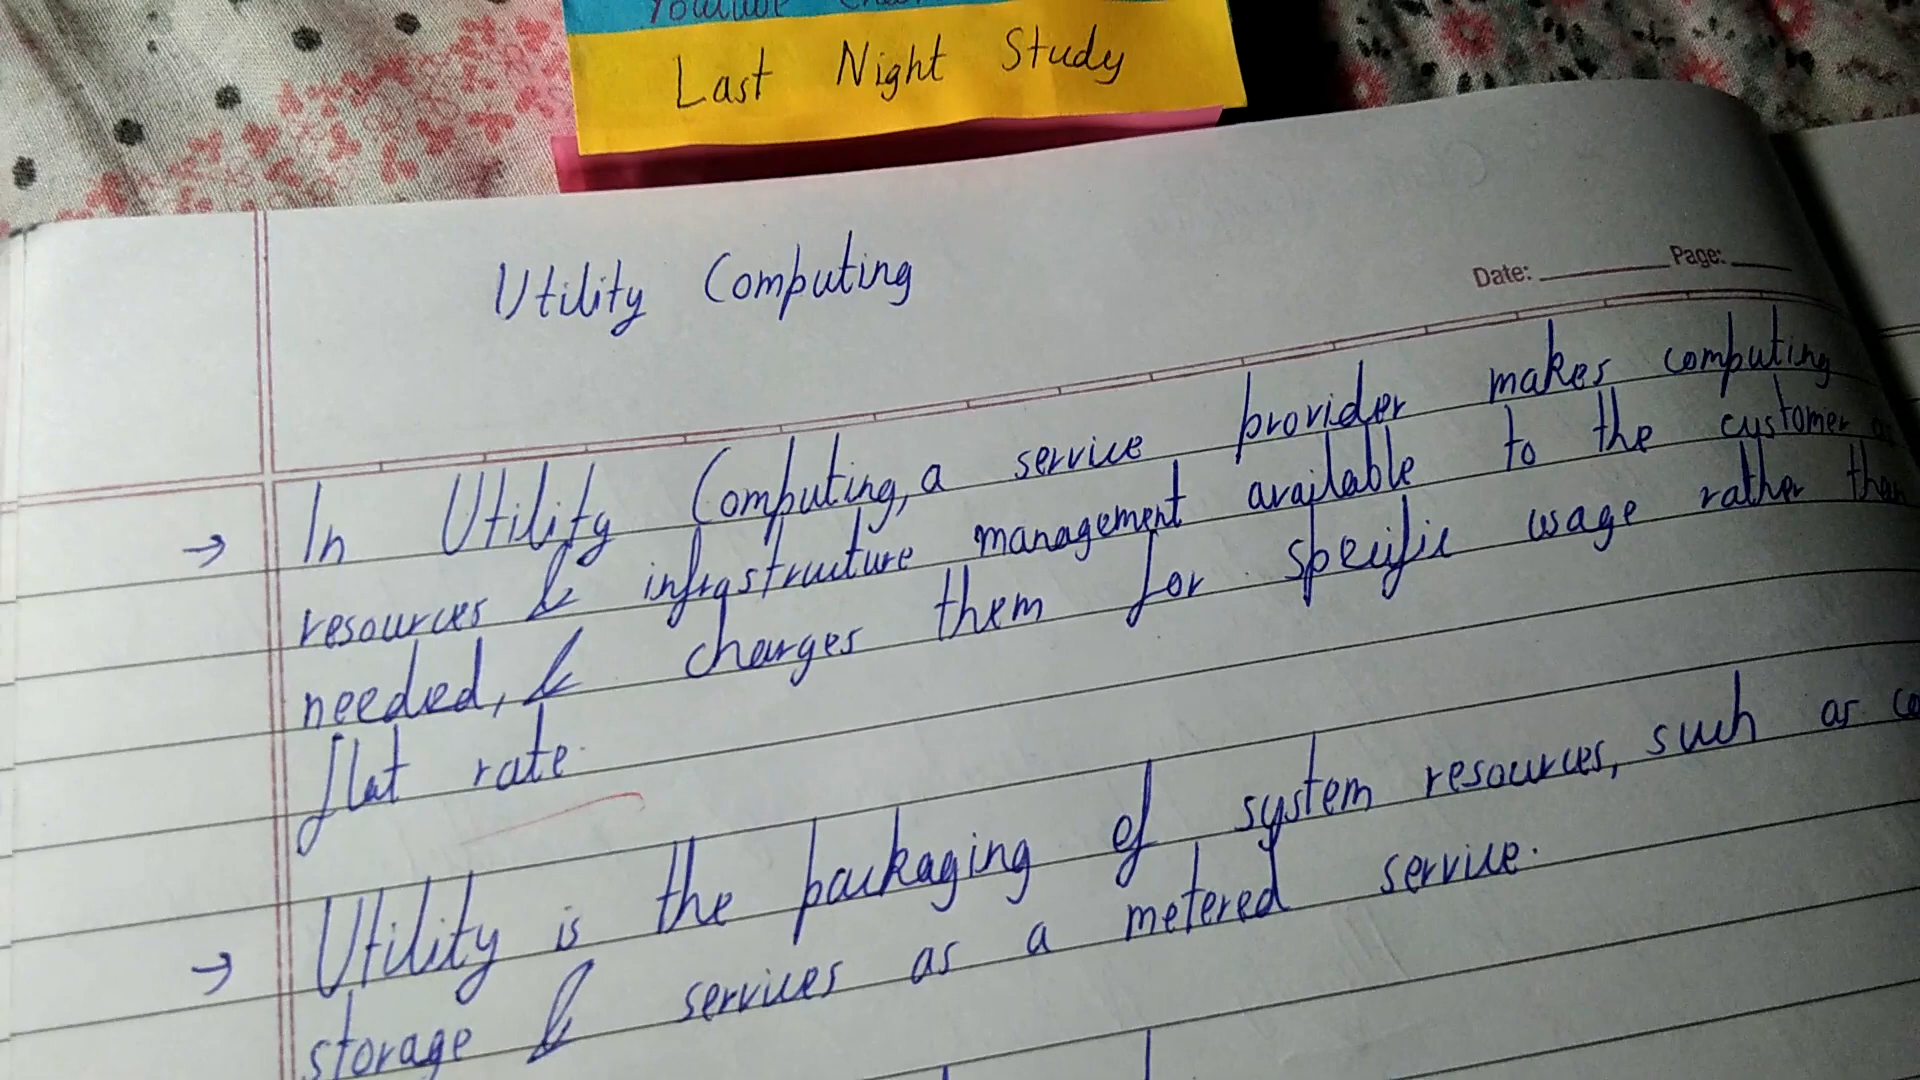 Last Night Study
Utility Computing
Date: Page:
→ In Utility Computing, a service provider makes computing
resources & infrastructure management available to the customer as
needed, & charges them for specific usage rather than
flat rate.
→ Utility is the packaging of system resources, such as
storage & services as a metered service.